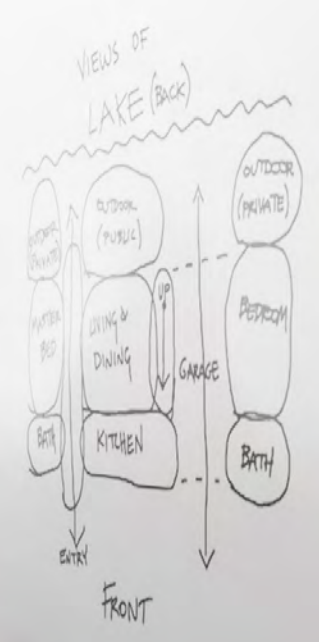 VIEWS OF
LAKE (BACK)
OUTDOOR
(PRIVATE)
OUTDOOR
(PUBLIC)
OUTDOOR
(PRIVATE)
MASTER
BED
LIVING &
DINING
UP
GARAGE
BEDROOM
BATH
KITCHEN
BATH
ENTRY
FRONT